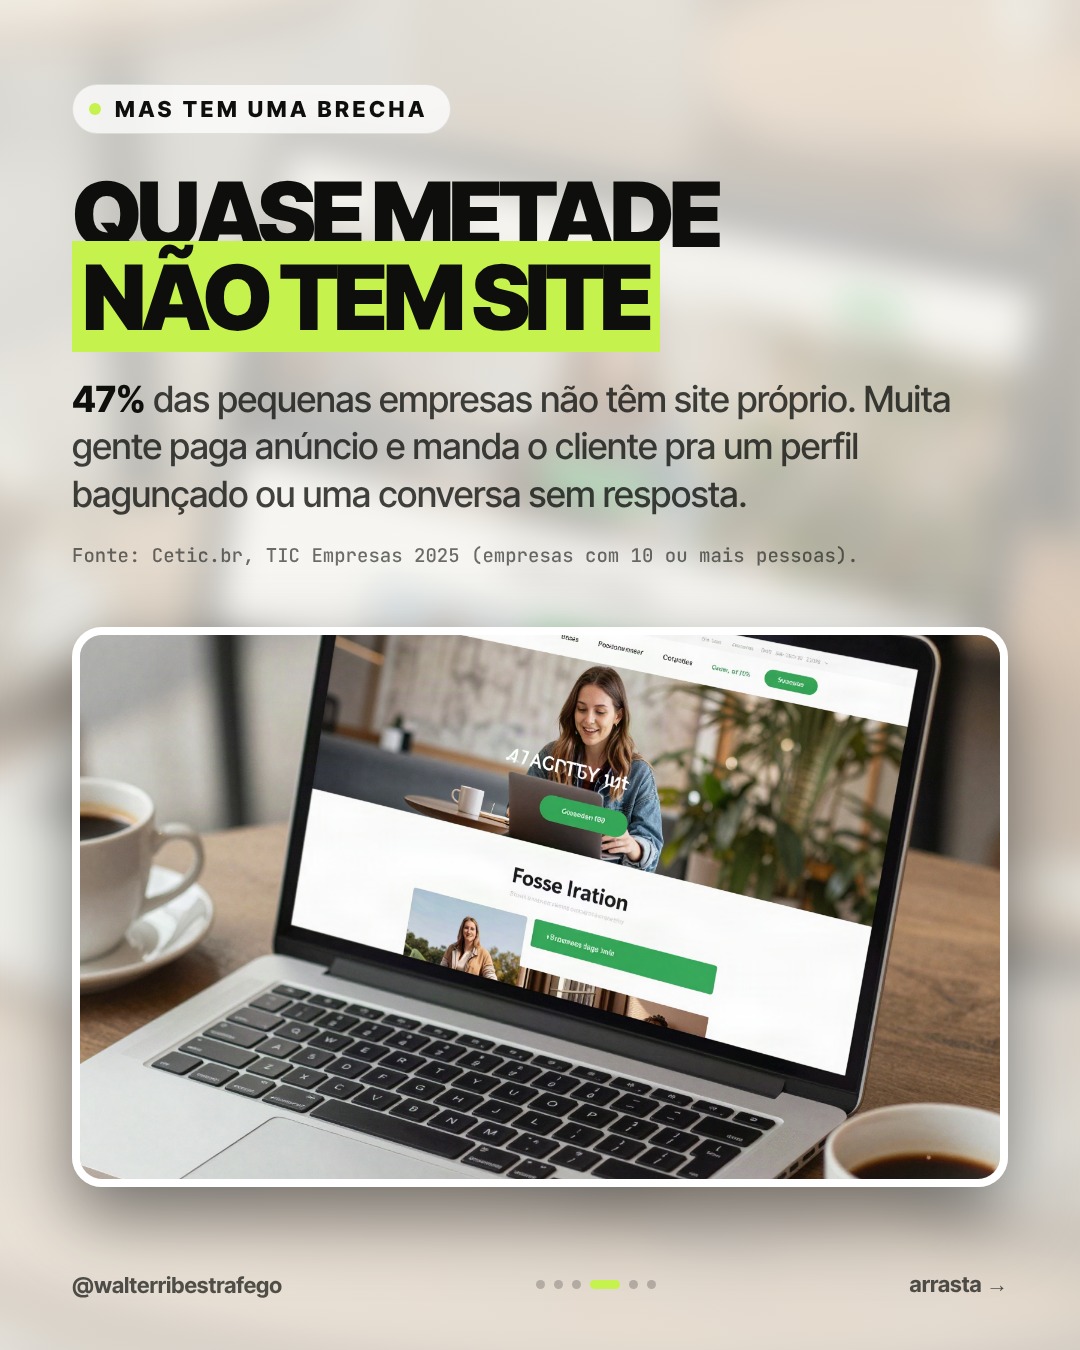 MAS TEM UMA BRECHA
QUASE METADE
NÃO TEM SITE
47% das pequenas empresas não têm site próprio. Muita
gente paga anúncio e manda o cliente pra um perfil
bagunçado ou uma conversa sem resposta.
Fonte: Cetic.br, TIC Empresas 2025 (empresas com 10 ou mais pessoas).
Fosse Iration
@walterribestrafego
arrasta →